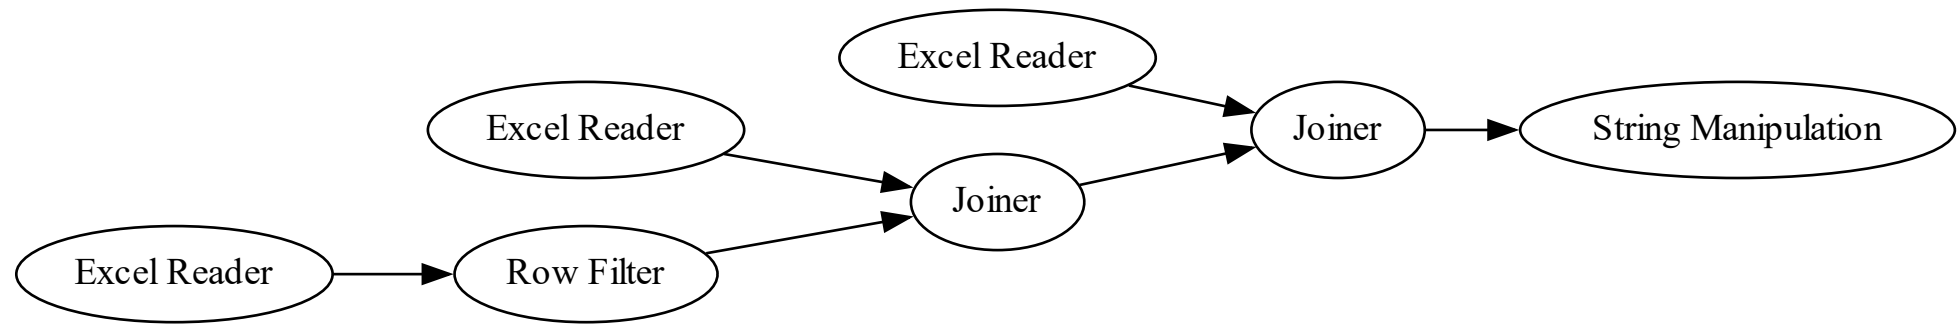 Excel Reader
Excel Reader
Joiner
String Manipulation
Joiner
Excel Reader
Row Filter